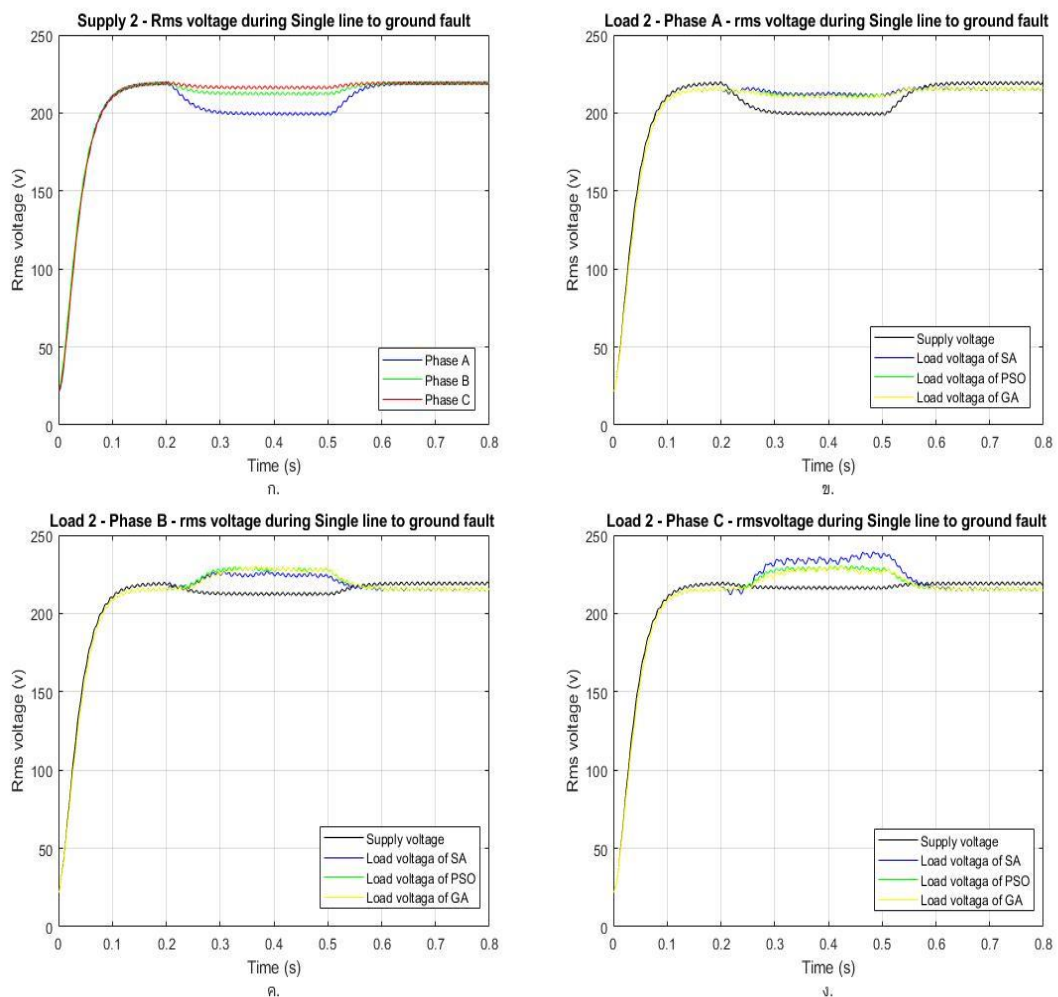 Supply 2 - Rms voltage during Single line to ground fault
250
200
150
100
50
0
Rms voltage (v)
0 0.1 0.2 0.3 0.4 0.5 0.6 0.7 0.8
Time (s)
Phase A
Phase B
Phase C
ก.
Load 2 - Phase A - rms voltage during Single line to ground fault
250
200
150
100
50
0
Rms voltage (v)
0 0.1 0.2 0.3 0.4 0.5 0.6 0.7 0.8
Time (s)
Supply voltage
Load voltaga of SA
Load voltaga of PSO
Load voltaga of GA
ข.
Load 2 - Phase B - rms voltage during Single line to ground fault
250
200
150
100
50
0
Rms voltage (v)
0 0.1 0.2 0.3 0.4 0.5 0.6 0.7 0.8
Time (s)
Supply voltage
Load voltaga of SA
Load voltaga of PSO
Load voltaga of GA
ค.
Load 2 - Phase C - rmsvoltage during Single line to ground fault
250
200
150
100
50
0
Rms voltage (v)
0 0.1 0.2 0.3 0.4 0.5 0.6 0.7 0.8
Time (s)
Supply voltage
Load voltaga of SA
Load voltaga of PSO
Load voltaga of GA
ง.